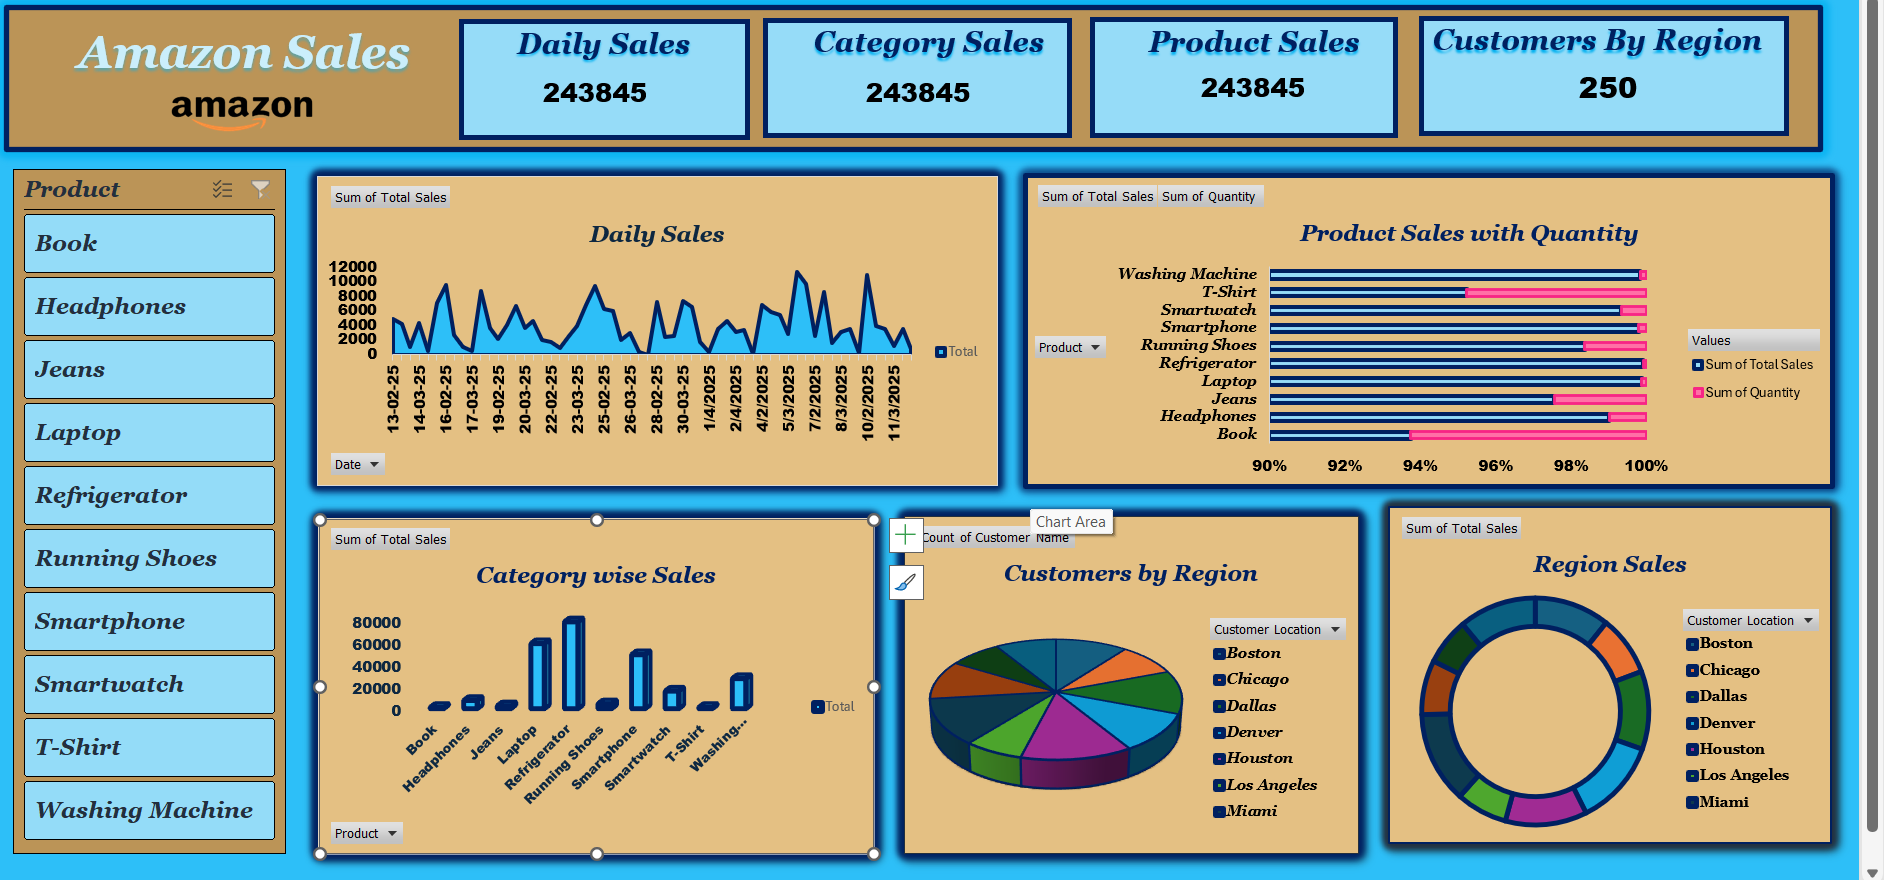 Amazon Sales
amazon
Daily Sales
243845
Category Sales
243845
Product Sales
243845
Customers By Region
250
Product
Book
Headphones
Jeans
Laptop
Refrigerator
Running Shoes
Smartphone
Smartwatch
T-Shirt
Washing Machine
Sum of Total Sales
Daily Sales
12000
10000
8000
6000
4000
2000
0
13-02-25
14-03-25
16-02-25
17-03-25
19-02-25
20-03-25
22-02-25
23-03-25
25-02-25
26-03-25
28-02-25
30-03-25
1/4/2025
2/4/2025
4/2/2025
5/3/2025
7/2/2025
8/3/2025
10/2/2025
11/3/2025
Total
Date
Sum of Total Sales Sum of Quantity
Product Sales with Quantity
Product
Washing Machine
T-Shirt
Smartwatch
Smartphone
Running Shoes
Refrigerator
Laptop
Jeans
Headphones
Book
90% 92% 94% 96% 98% 100%
Values
Sum of Total Sales
Sum of Quantity
Sum of Total Sales
Category wise Sales
80000
60000
40000
20000
0
Book
Headphones
Jeans
Laptop
Refrigerator
Running Shoes
Smartphone
Smartwatch
T-Shirt
Washing...
Total
Product
Chart Area
Count of Customer Name
Customers by Region
Customer Location
Boston
Chicago
Dallas
Denver
Houston
Los Angeles
Miami
Sum of Total Sales
Region Sales
Customer Location
Boston
Chicago
Dallas
Denver
Houston
Los Angeles
Miami